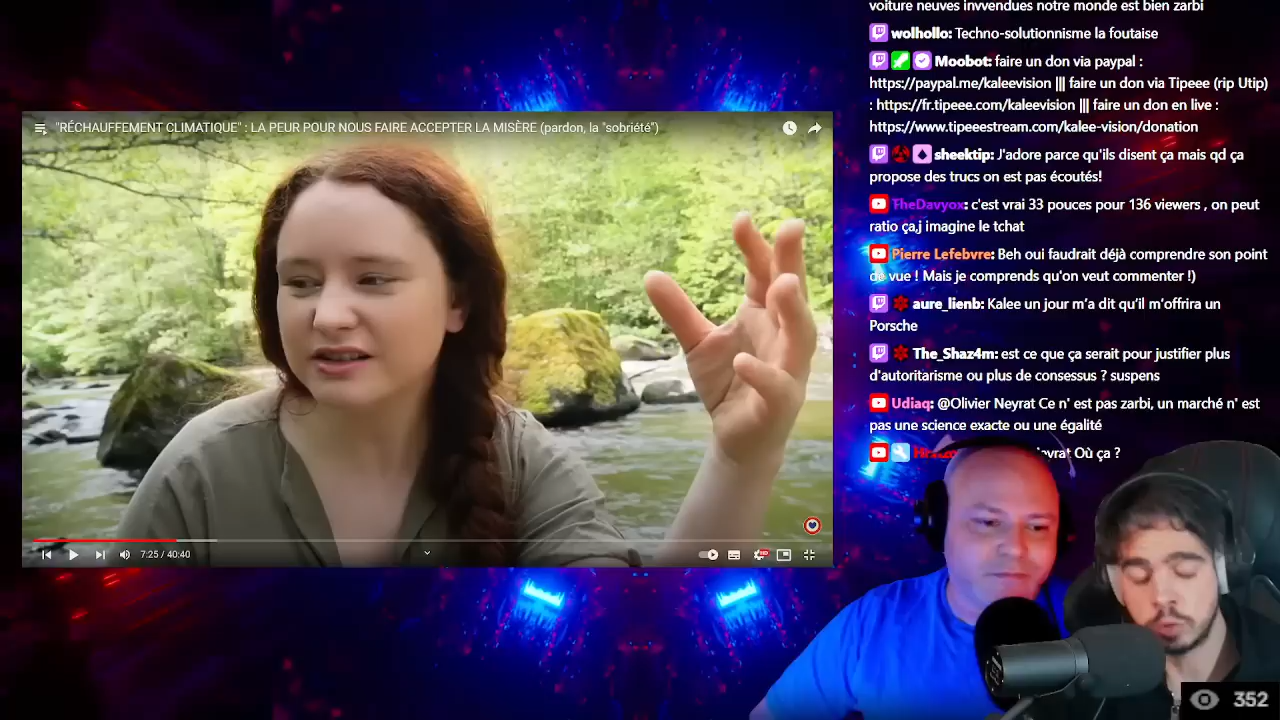 "RÉCHAUFFEMENT CLIMATIQUE" : LA PEUR POUR NOUS FAIRE ACCEPTER LA MISÈRE (pardon, la "sobriété")
7:25 / 40:40
voiture neuves invvendues notre monde est bien zarbi
wolhollo: Techno-solutionnisme la foutaise
Moobot: faire un don via paypal :
https://paypal.me/kaleevision ||| faire un don via Tipeee (rip Utip)
: https://fr.tipeee.com/kaleevision ||| faire un don en live :
https://www.tipeeestream.com/kalee-vision/donation
sheektip: J'adore parce qu'ils disent ça mais qd ça
propose des trucs on est pas écoutés!
TheDavyox: c'est vrai 33 pouces pour 136 viewers , on peut
ratio ça,j imagine le tchat
Pierre Lefebvre: Beh oui faudrait déjà comprendre son point
de vue ! Mais je comprends qu'on veut commenter !)
aure_lienb: Kalee un jour m'a dit qu'il m'offrira un
Porsche
The_Shaz4m: est ce que ça serait pour justifier plus
d'autoritarisme ou plus de consessus ? suspens
Udiaq: @Olivier Neyrat Ce n' est pas zarbi, un marché n' est
pas une science exacte ou une égalité
Où ça ?
352